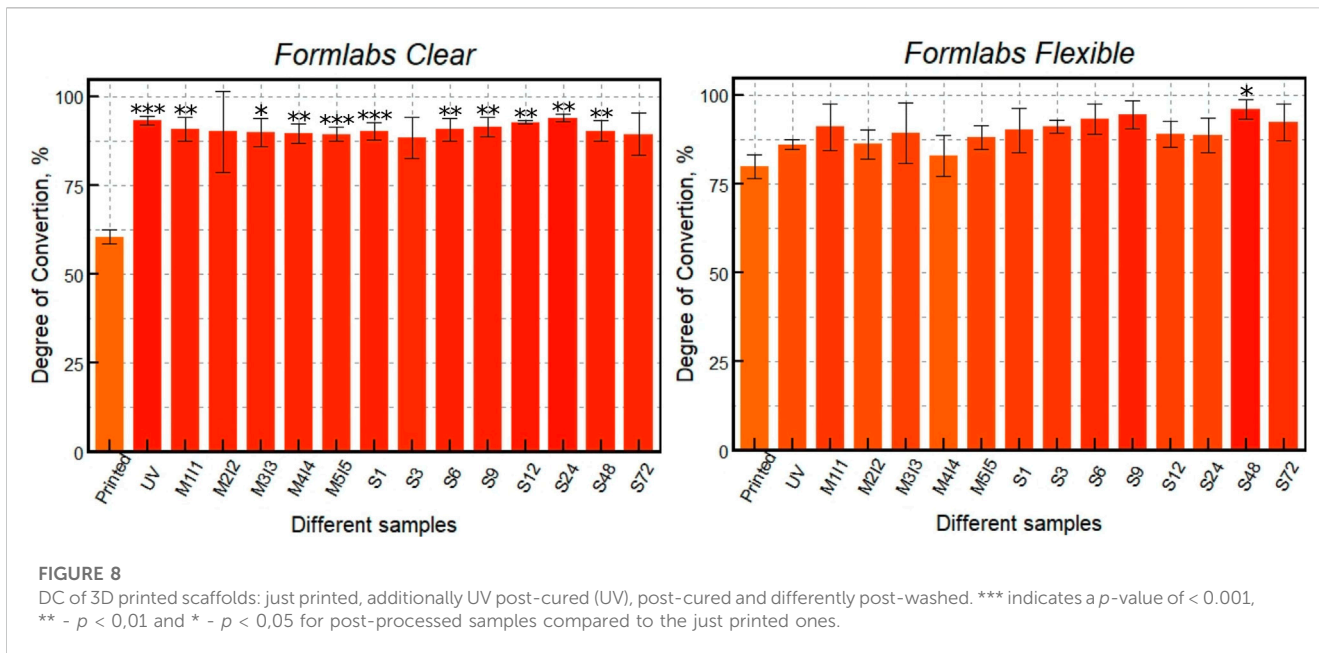 Formlabs Clear
Degree of Convertion, %
100
75
50
25
0
*** ** * ** *** *** ** ** ** ** **
Printed UV M1I1 M2I2 M3I3 M4I4 M5I5 S1 S3 S6 S9 S12 S24 S48 S72
Different samples
Formlabs Flexible
Degree of Convertion, %
100
75
50
25
0
*
Printed UV M1I1 M2I2 M3I3 M4I4 M5I5 S1 S3 S6 S9 S12 S24 S48 S72
Different samples
FIGURE 8
DC of 3D printed scaffolds: just printed, additionally UV post-cured (UV), post-cured and differently post-washed. *** indicates a p-value of < 0.001,
** - p < 0,01 and * - p < 0,05 for post-processed samples compared to the just printed ones.